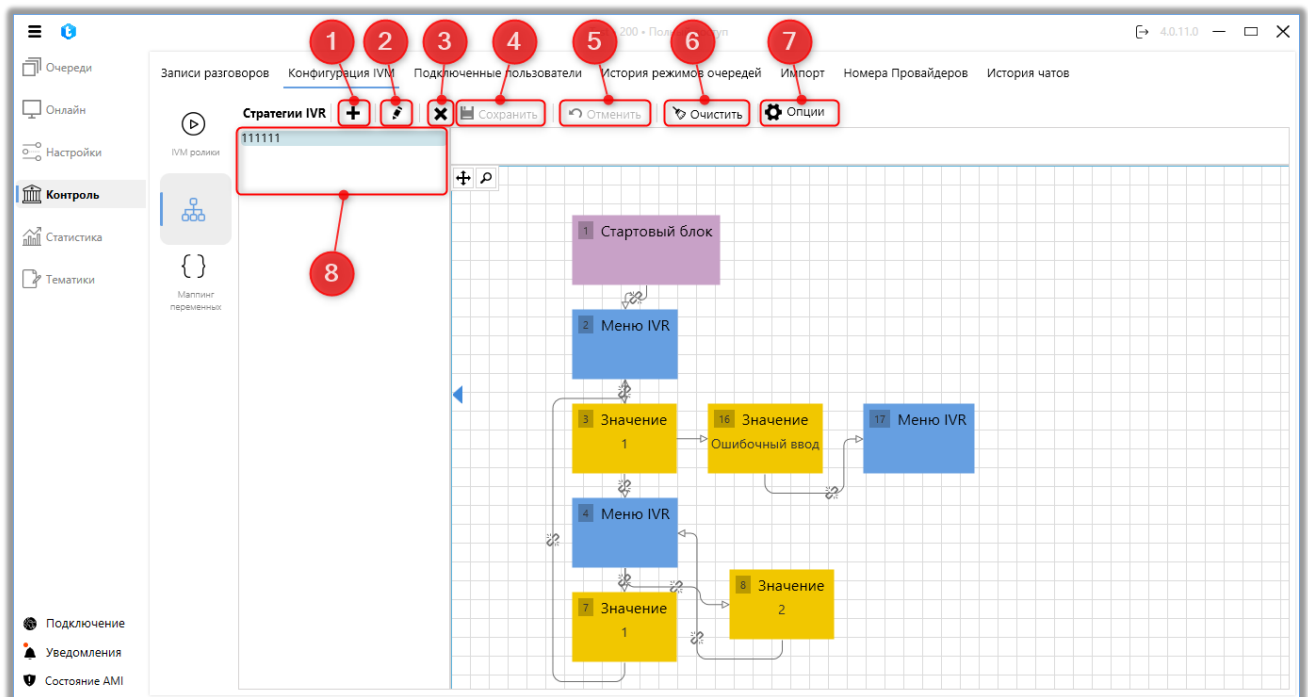 4.0.11.0
1 2 3 4 5 6 7
Очереди
Онлайн
Настройки
Контроль
Статистика
Тематики
Записи разговоров Конфигурация IVM Подключенные пользователи История режимов очередей Импорт Номера Провайдеров История чатов
IVM ролики
Маппинг
переменных
Стратегии IVR Сохранить Отменить Очистить Опции
111111
8
1 Стартовый блок
2 Меню IVR
3 Значение
1
16 Значение
Ошибочный ввод
17 Меню IVR
4 Меню IVR
8 Значение
2
7 Значение
1
Подключение
Уведомления
Состояние AMI